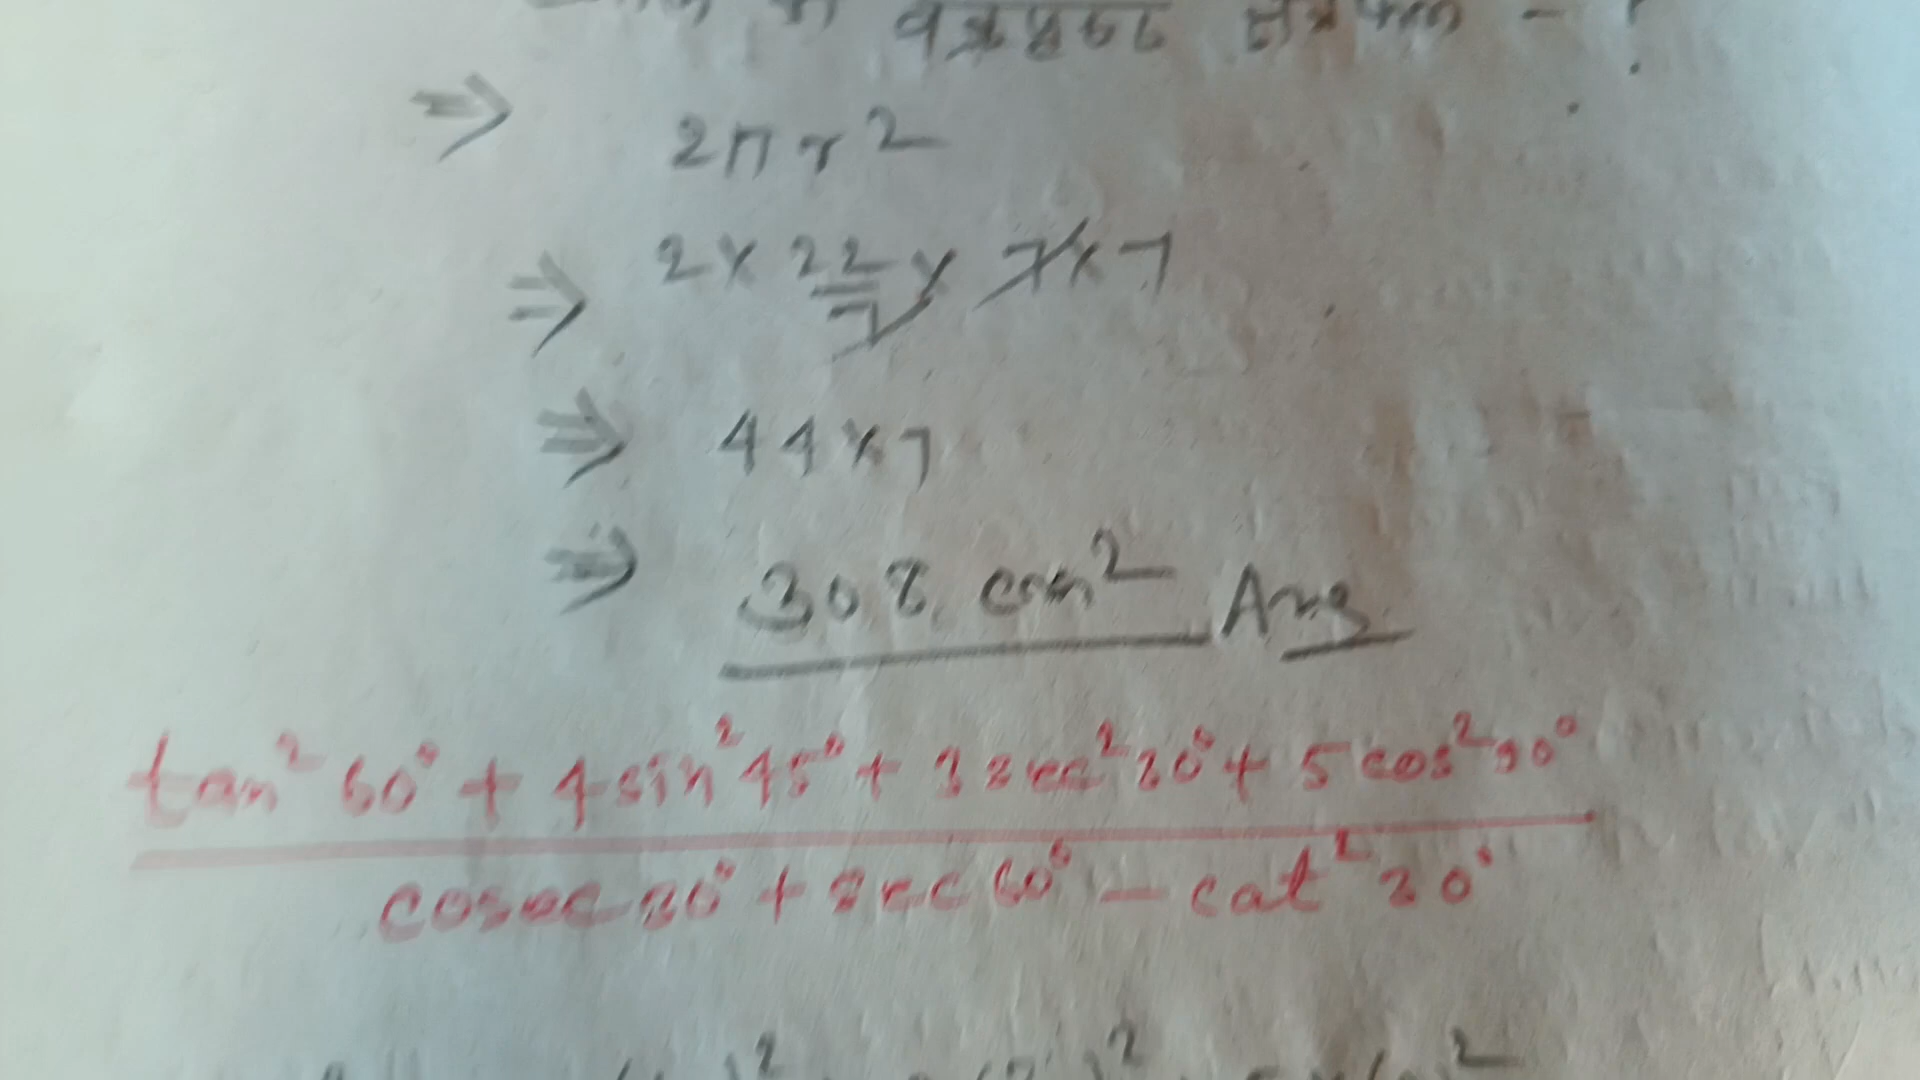 ⇒ 2πr²
⇒ 2 × 22/7 × 7 × 7
⇒ 44 × 7
⇒ 308 cm² Ans
tan² 60° + 4 sin² 45° + 3 sec² 30° + 5 cos² 90°
cosec 30° + sec 60° – cot² 30°